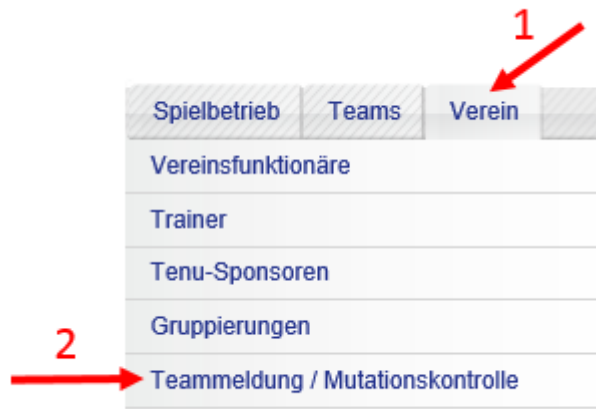 1
Spielbetrieb Teams Verein
Vereinsfunktionäre
Trainer
Tenu-Sponsoren
Gruppierungen
2
Teammeldung / Mutationskontrolle